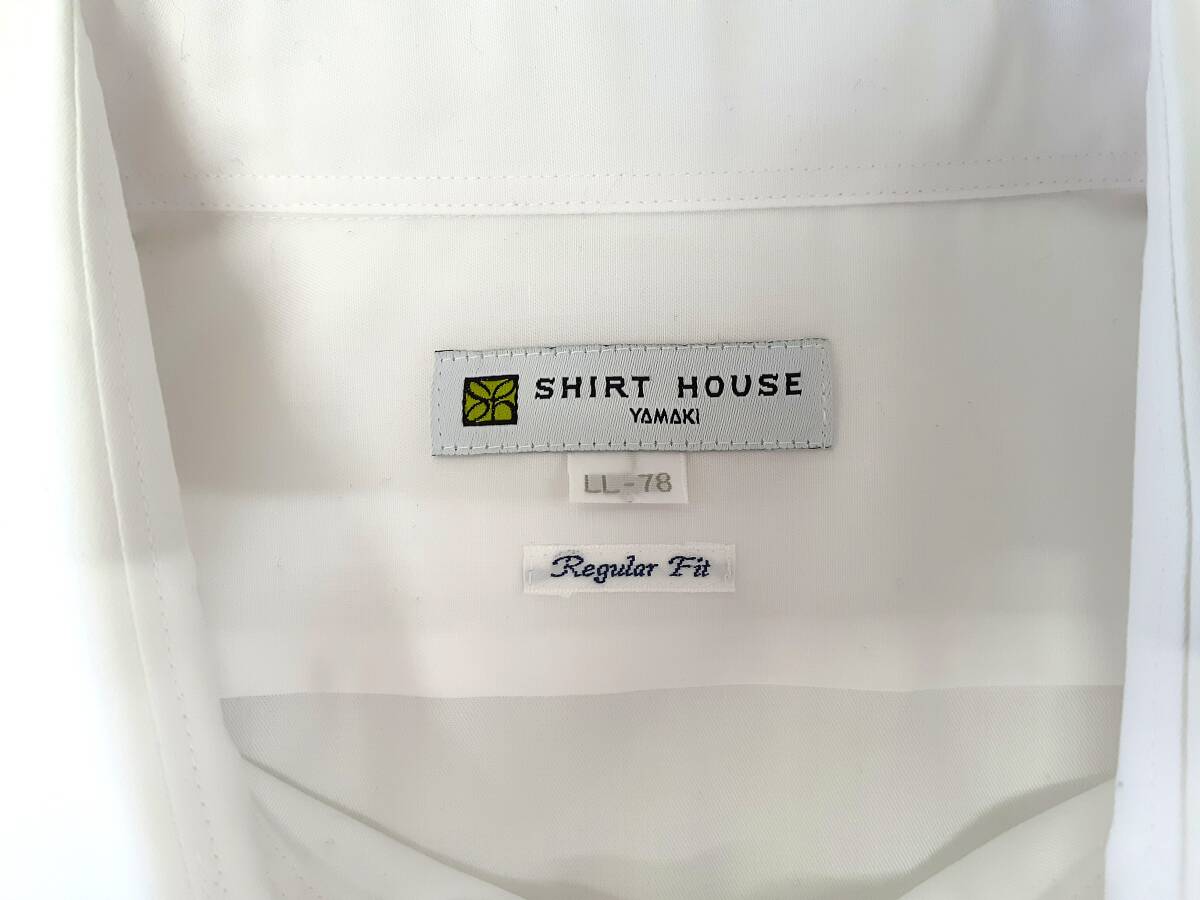 SHIRT HOUSE
YAMAKI
LL-78
Regular Fit